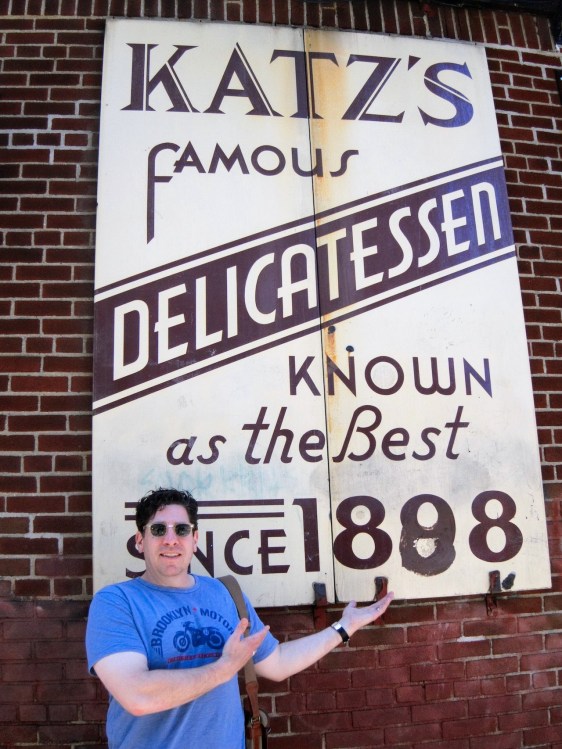 KATZ'S
FAMOUS
DELICATESSEN
KNOWN
as the Best
SINCE 1888
BROOKLYN MOTOR